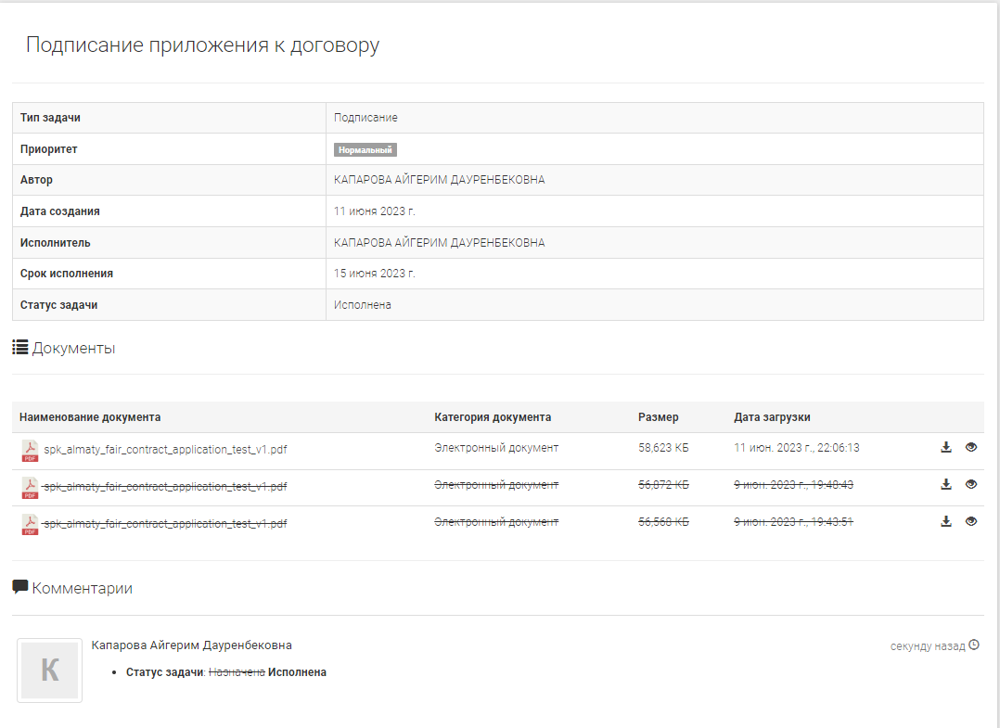 Подписание приложения к договору
Тип задачи Подписание
Приоритет Нормальный
Автор КАПАРОВА АЙГЕРИМ ДАУРЕНБЕКОВНА
Дата создания 11 июня 2023 г.
Исполнитель КАПАРОВА АЙГЕРИМ ДАУРЕНБЕКОВНА
Срок исполнения 15 июня 2023 г.
Статус задачи Исполнена
Документы
Наименование документа Категория документа Размер Дата загрузки
PDF spk_almaty_fair_contract_application_test_v1.pdf Электронный документ 58,623 КБ 11 июн. 2023 г., 22:06:13
PDF spk_almaty_fair_contract_application_test_v1.pdf Электронный документ 56,872 КБ 9 июн. 2023 г., 19:48:43
PDF spk_almaty_fair_contract_application_test_v1.pdf Электронный документ 56,568 КБ 9 июн. 2023 г., 19:43:51
Комментарии
К
Капарова Айгерим Дауренбековна секунду назад
Статус задачи: Назначена Исполнена